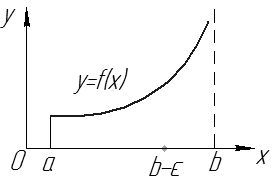 y
y=f(x)
0 a b-ε b x